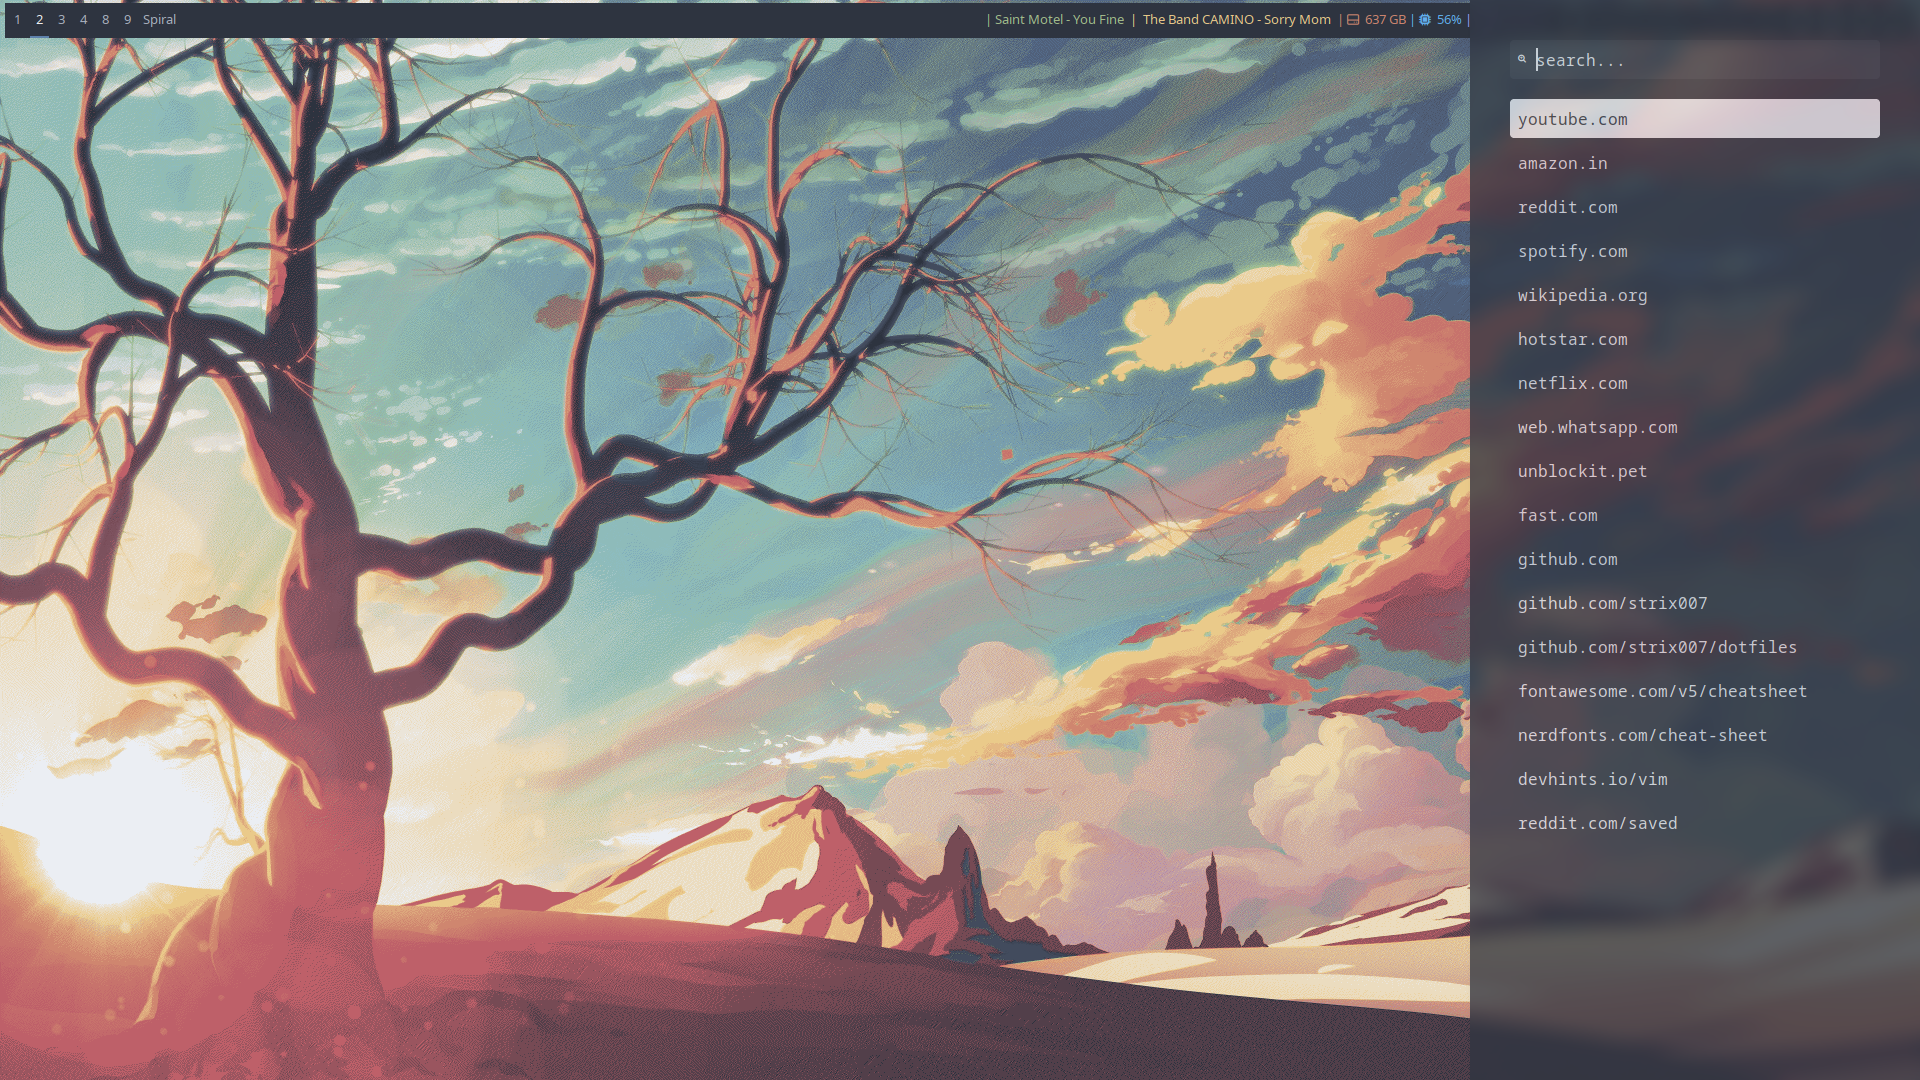 1 2 3 4 8 9 Spiral | Saint Motel - You Fine | The Band CAMINO - Sorry Mom | 637 GB | 56% |
search...
youtube.com
amazon.in
reddit.com
spotify.com
wikipedia.org
hotstar.com
netflix.com
web.whatsapp.com
unblockit.pet
fast.com
github.com
github.com/strix007
github.com/strix007/dotfiles
fontawesome.com/v5/cheatsheet
nerdfonts.com/cheat-sheet
devhints.io/vim
reddit.com/saved